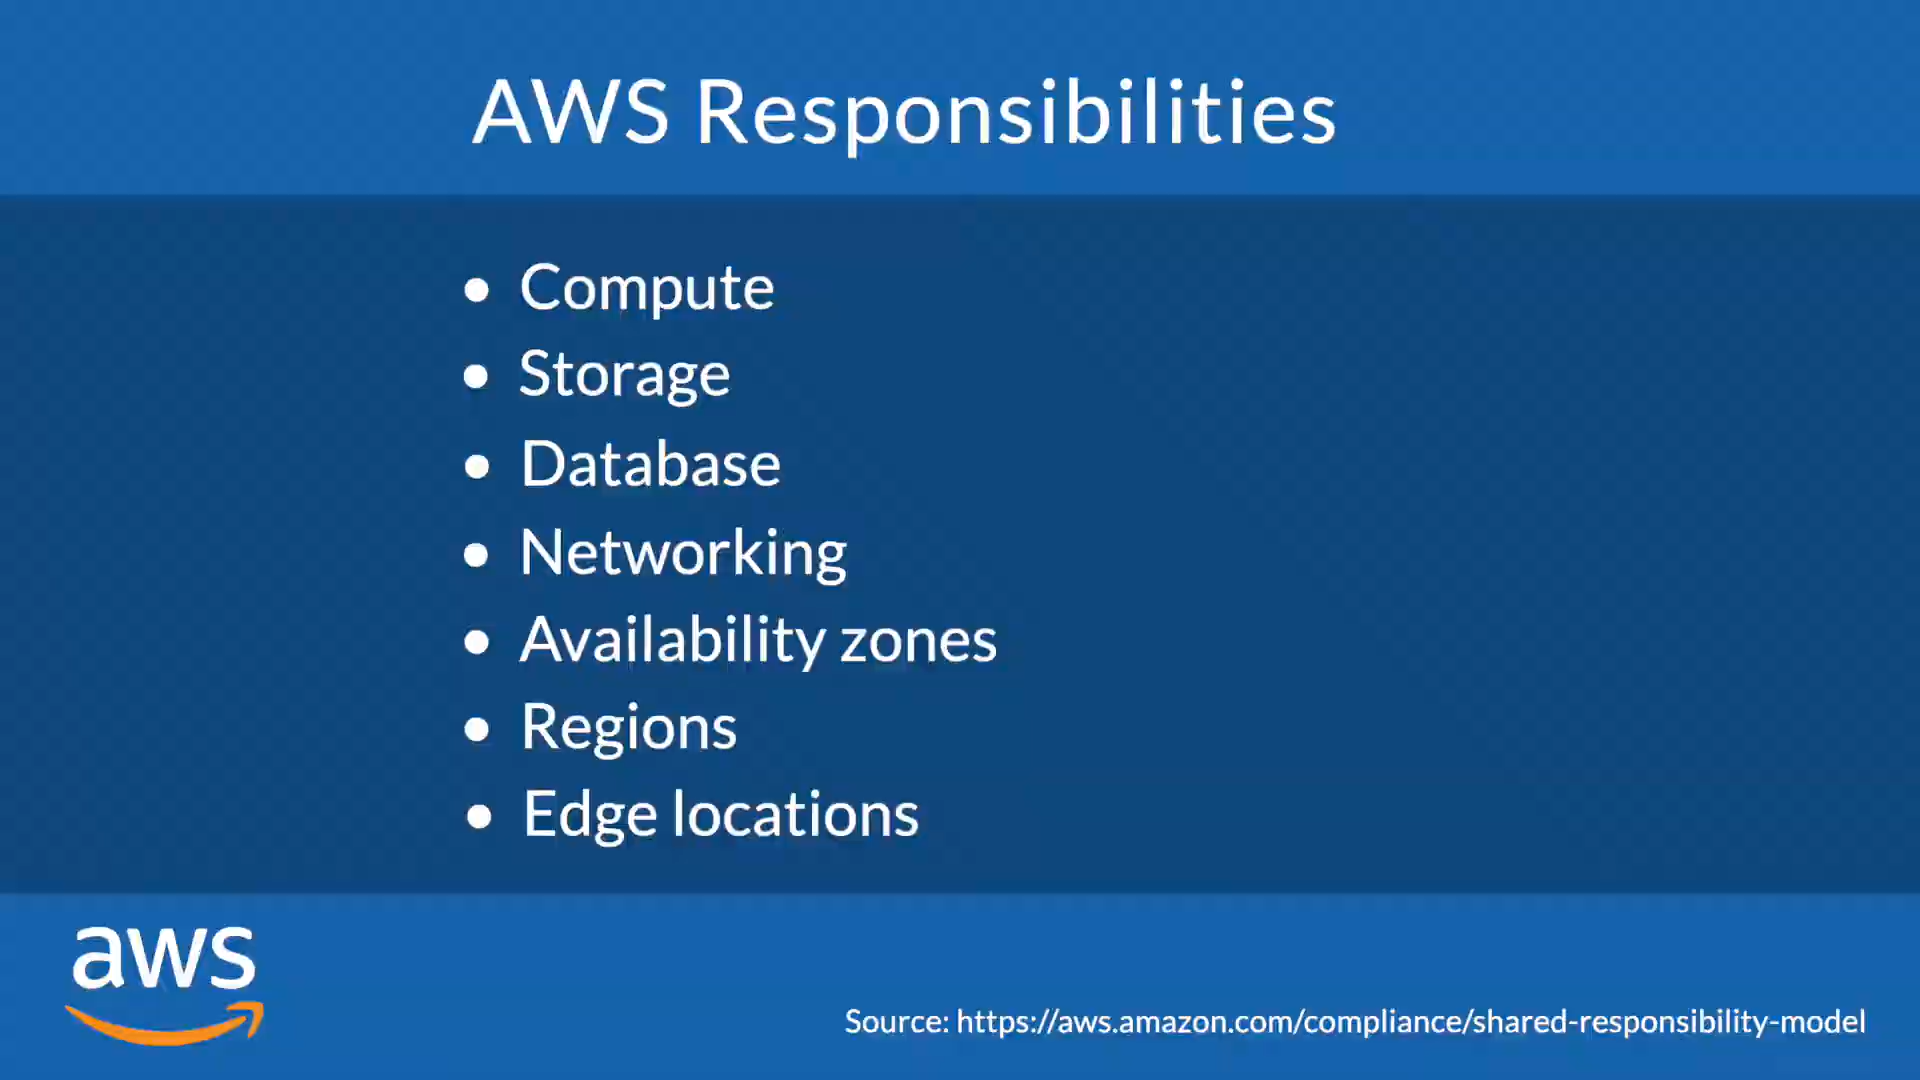 AWS Responsibilities
• Compute
• Storage
• Database
• Networking
• Availability zones
• Regions
• Edge locations
aws
Source: https://aws.amazon.com/compliance/shared-responsibility-model